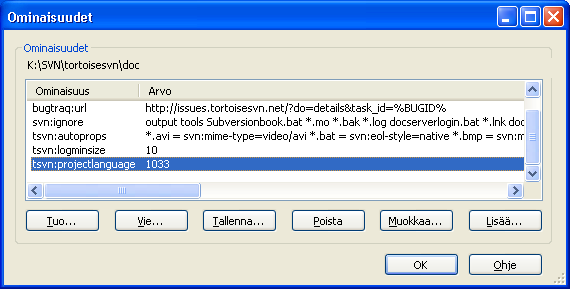 Ominaisuudet
Ominaisuudet
K:\SVN\tortoisesvn\doc
Ominaisuus Arvo
bugtraq:url http://issues.tortoisesvn.net/?do=details&task_id=%BUGID%
svn:ignore output tools Subversionbook.bat *.mo *.bak *.log docserverlogin.bat *.lnk doc
tsvn:autoprops *.avi = svn:mime-type=video/avi *.bat = svn:eol-style=native *.bmp = svn:m
tsvn:logminsize 10
tsvn:projectlanguage 1033
Tuo... Vie... Tallenna... Poista Muokkaa... Lisää...
OK Ohje